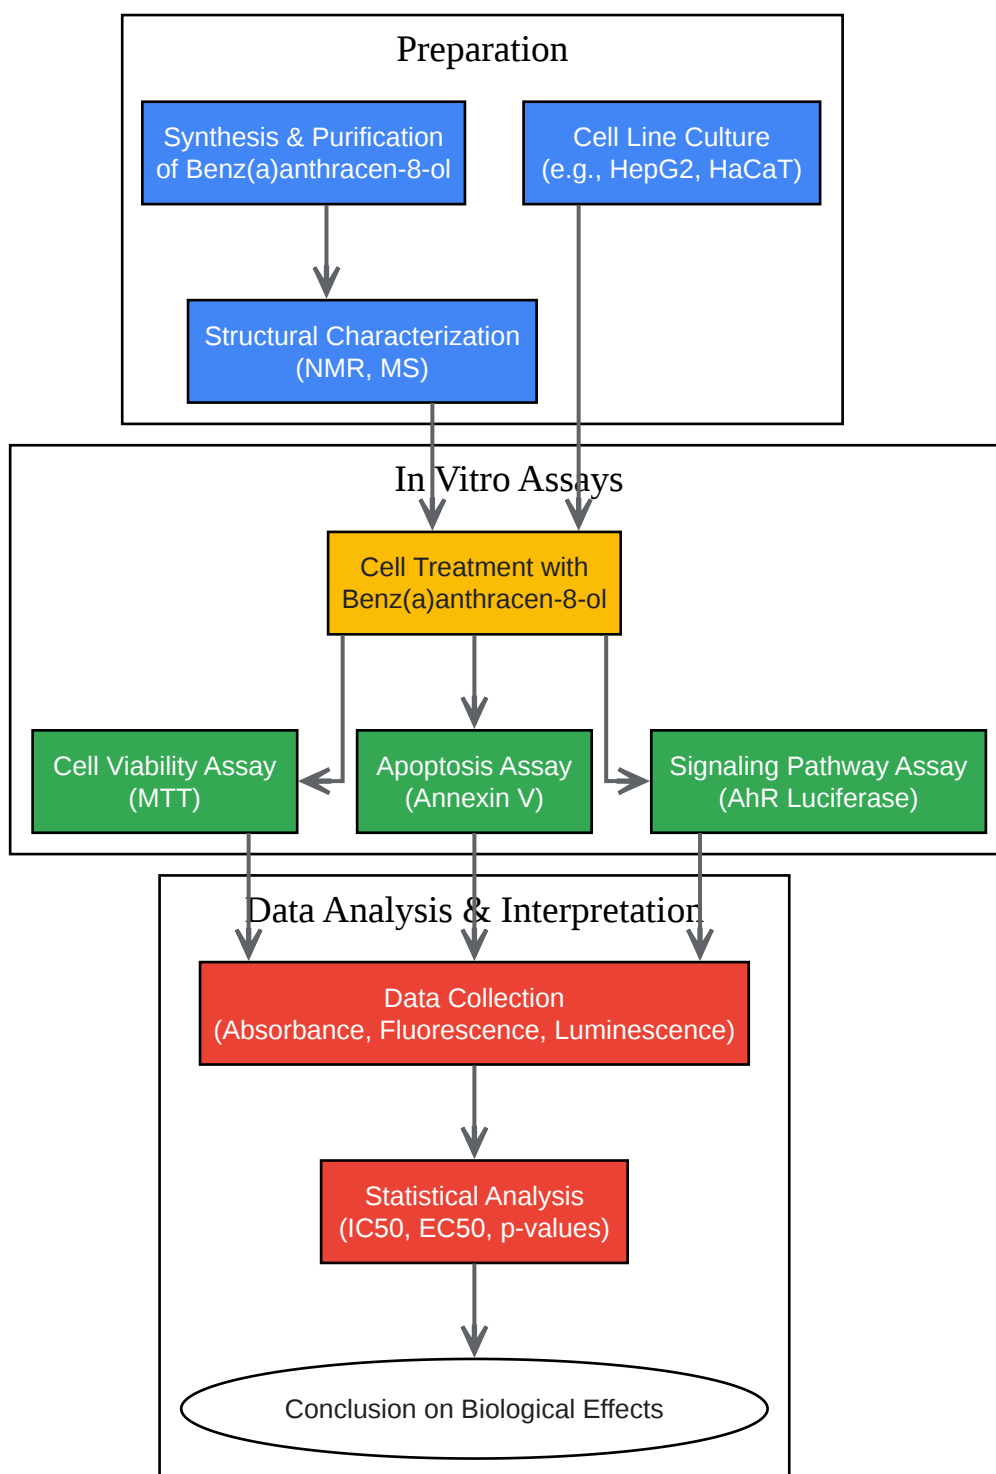 Preparation
Synthesis & Purification
of Benz(a)anthracen-8-ol
Cell Line Culture
(e.g., HepG2, HaCaT)
Structural Characterization
(NMR, MS)
In Vitro Assays
Cell Treatment with
Benz(a)anthracen-8-ol
Cell Viability Assay
(MTT)
Apoptosis Assay
(Annexin V)
Signaling Pathway Assay
(AhR Luciferase)
Data Analysis & Interpretation
Data Collection
(Absorbance, Fluorescence, Luminescence)
Statistical Analysis
(IC50, EC50, p-values)
Conclusion on Biological Effects